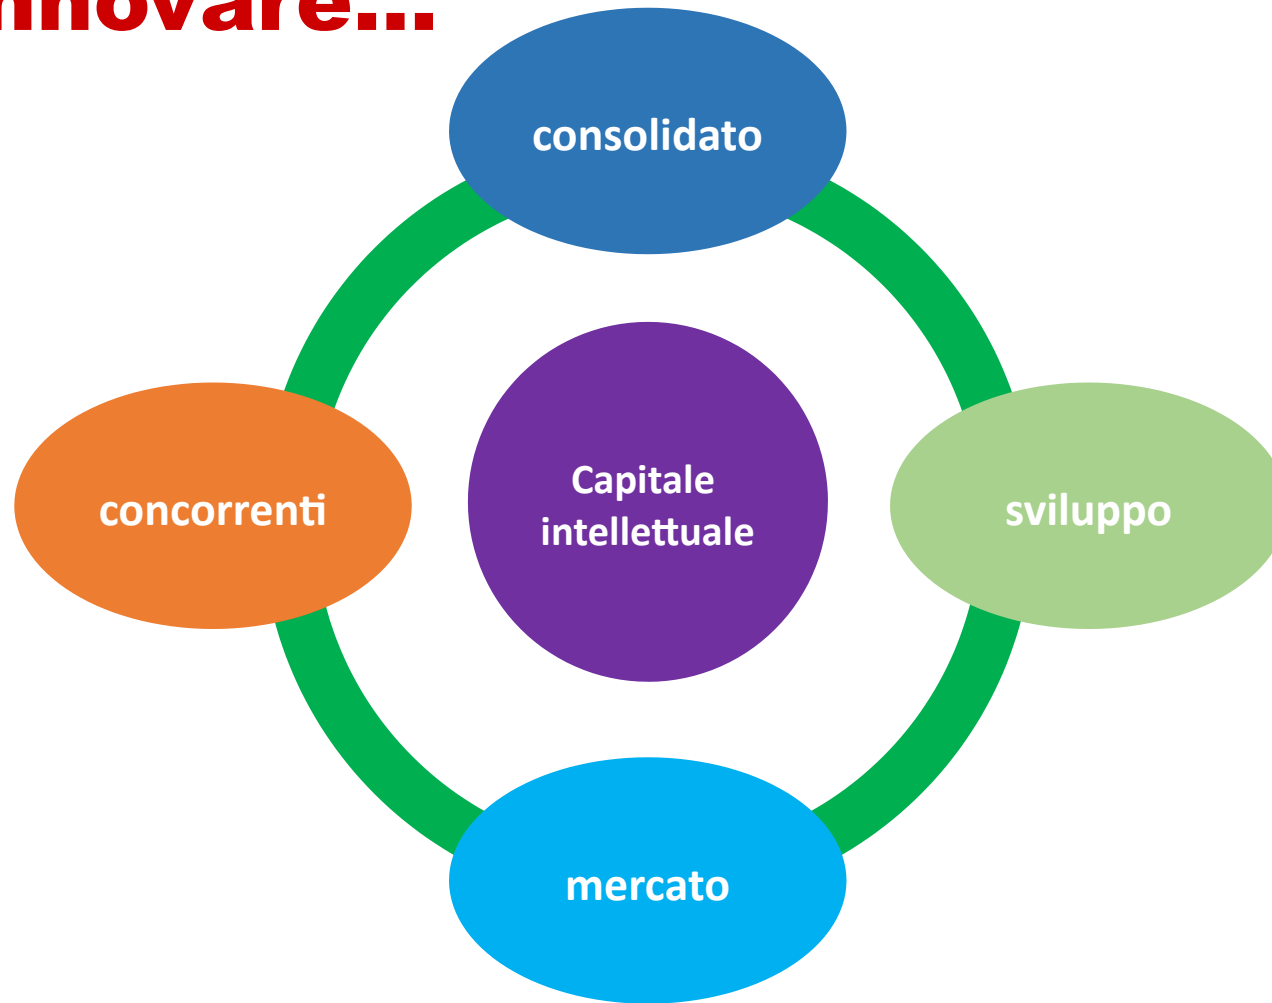 nnovare...
consolidato
concorrenti
Capitale
intellettuale
sviluppo
mercato